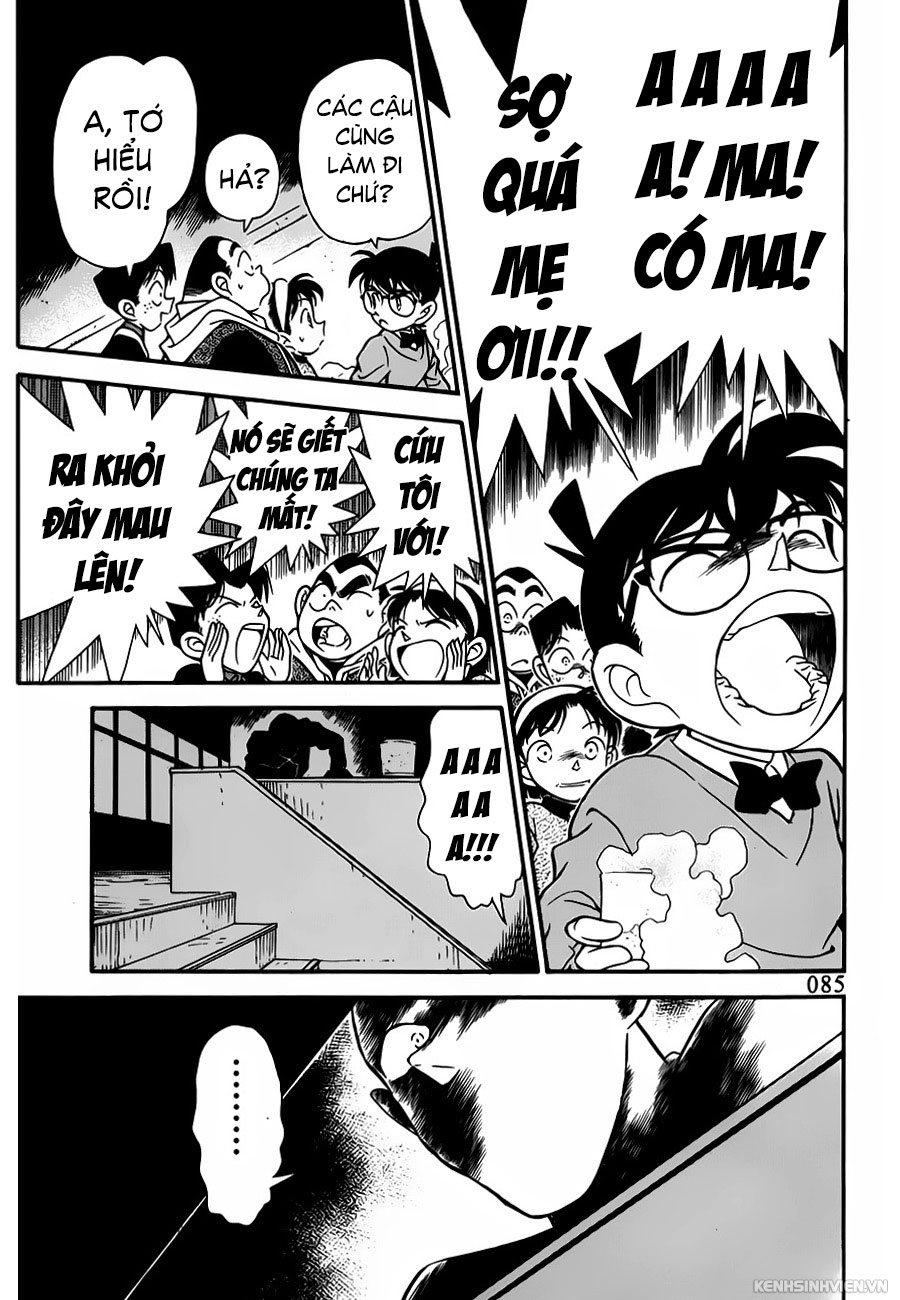 A A A A
A! MA!
CÓ MA!
SỢ
QUÁ
MẸ
ƠII!!
CÁC CẬU
CŨNG
LÀM ĐI
CHỨ?
HẢ?
A, TỚ
HIỂU
RỒI!
CỨU
TÔI
VỚI!
NÓ SẼ GIẾT
CHÚNG TA
MẤT!
RA KHỎI
ĐÂY MAU
LÊN!
A A A
A A
A!!!
085
.........
KENHSINHVIEN.VN